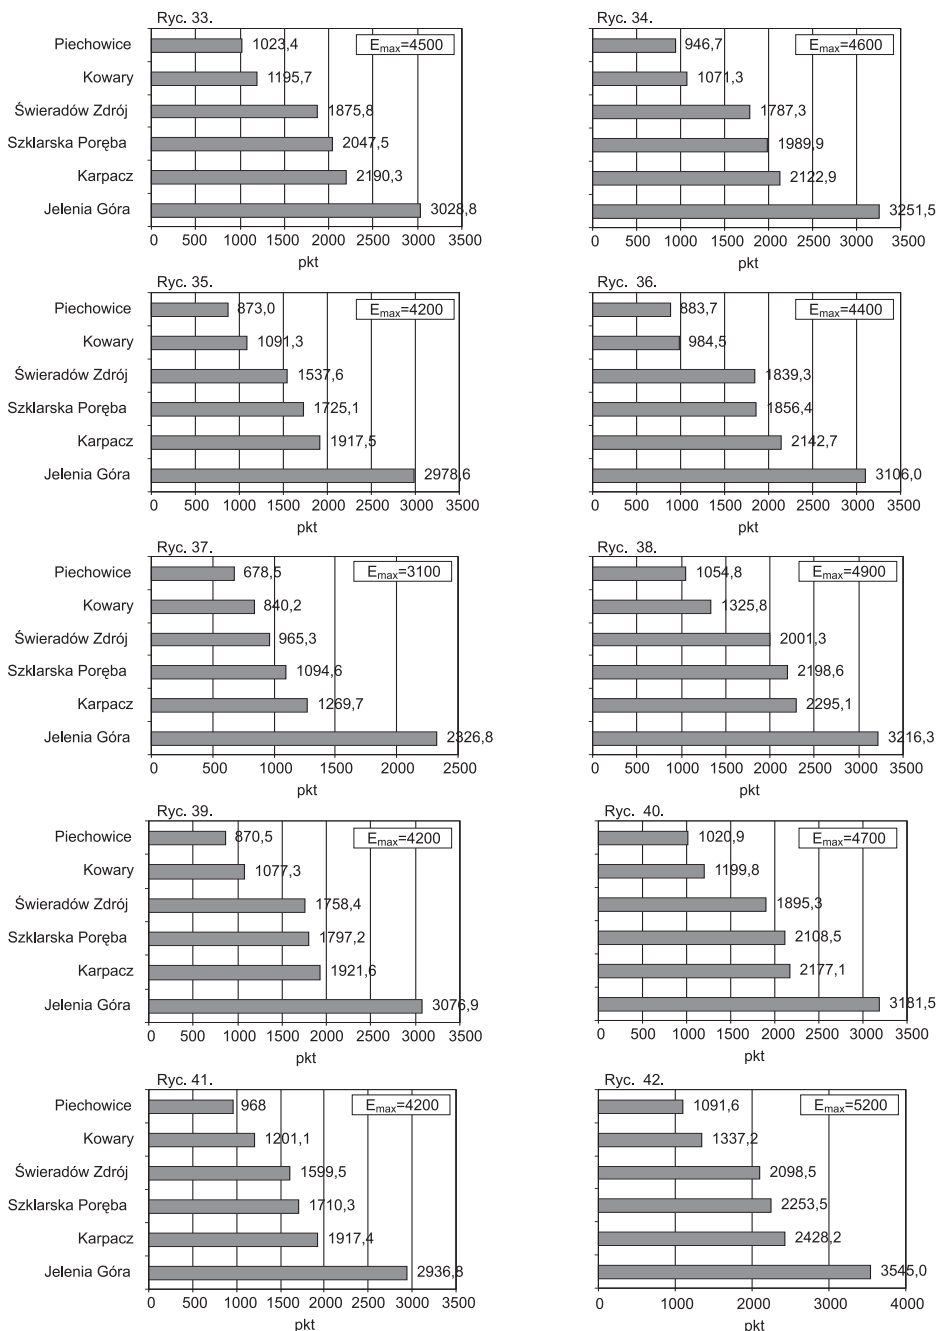 Ryc. 33.
Piechowice 1023,4 Emax=4500
Kowary 1195,7
Świeradów Zdrój 1875,8
Szklarska Poręba 2047,5
Karpacz 2190,3
Jelenia Góra 3028,8
0 500 1000 1500 2000 2500 3000 3500
pkt
Ryc. 34.
946,7 Emax=4600
1071,3
1787,3
1989,9
2122,9
3251,5
0 500 1000 1500 2000 2500 3000 3500
pkt
Ryc. 35.
Piechowice 873,0 Emax=4200
Kowary 1091,3
Świeradów Zdrój 1537,6
Szklarska Poręba 1725,1
Karpacz 1917,5
Jelenia Góra 2978,6
0 500 1000 1500 2000 2500 3000 3500
pkt
Ryc. 36.
883,7 Emax=4400
984,5
1839,3
1856,4
2142,7
3106,0
0 500 1000 1500 2000 2500 3000 3500
pkt
Ryc. 37.
Piechowice 678,5 Emax=3100
Kowary 840,2
Świeradów Zdrój 965,3
Szklarska Poręba 1094,6
Karpacz 1269,7
Jelenia Góra 2326,8
0 500 1000 1500 2000 2500
pkt
Ryc. 38.
1054,8 Emax=4900
1325,8
2001,3
2198,6
2295,1
3216,3
0 500 1000 1500 2000 2500 3000 3500
pkt
Ryc. 39.
Piechowice 870,5 Emax=4200
Kowary 1077,3
Świeradów Zdrój 1758,4
Szklarska Poręba 1797,2
Karpacz 1921,6
Jelenia Góra 3076,9
0 500 1000 1500 2000 2500 3000 3500
pkt
Ryc. 40.
1020,9 Emax=4700
1199,8
1895,3
2108,5
2177,1
3181,5
0 500 1000 1500 2000 2500 3000 3500
pkt
Ryc. 41.
Piechowice 968 Emax=4200
Kowary 1201,1
Świeradów Zdrój 1599,5
Szklarska Poręba 1710,3
Karpacz 1917,4
Jelenia Góra 2936,8
0 500 1000 1500 2000 2500 3000 3500
pkt
Ryc. 42.
1091,6 Emax=5200
1337,2
2098,5
2253,5
2428,2
3545,0
0 1000 2000 3000 4000
pkt